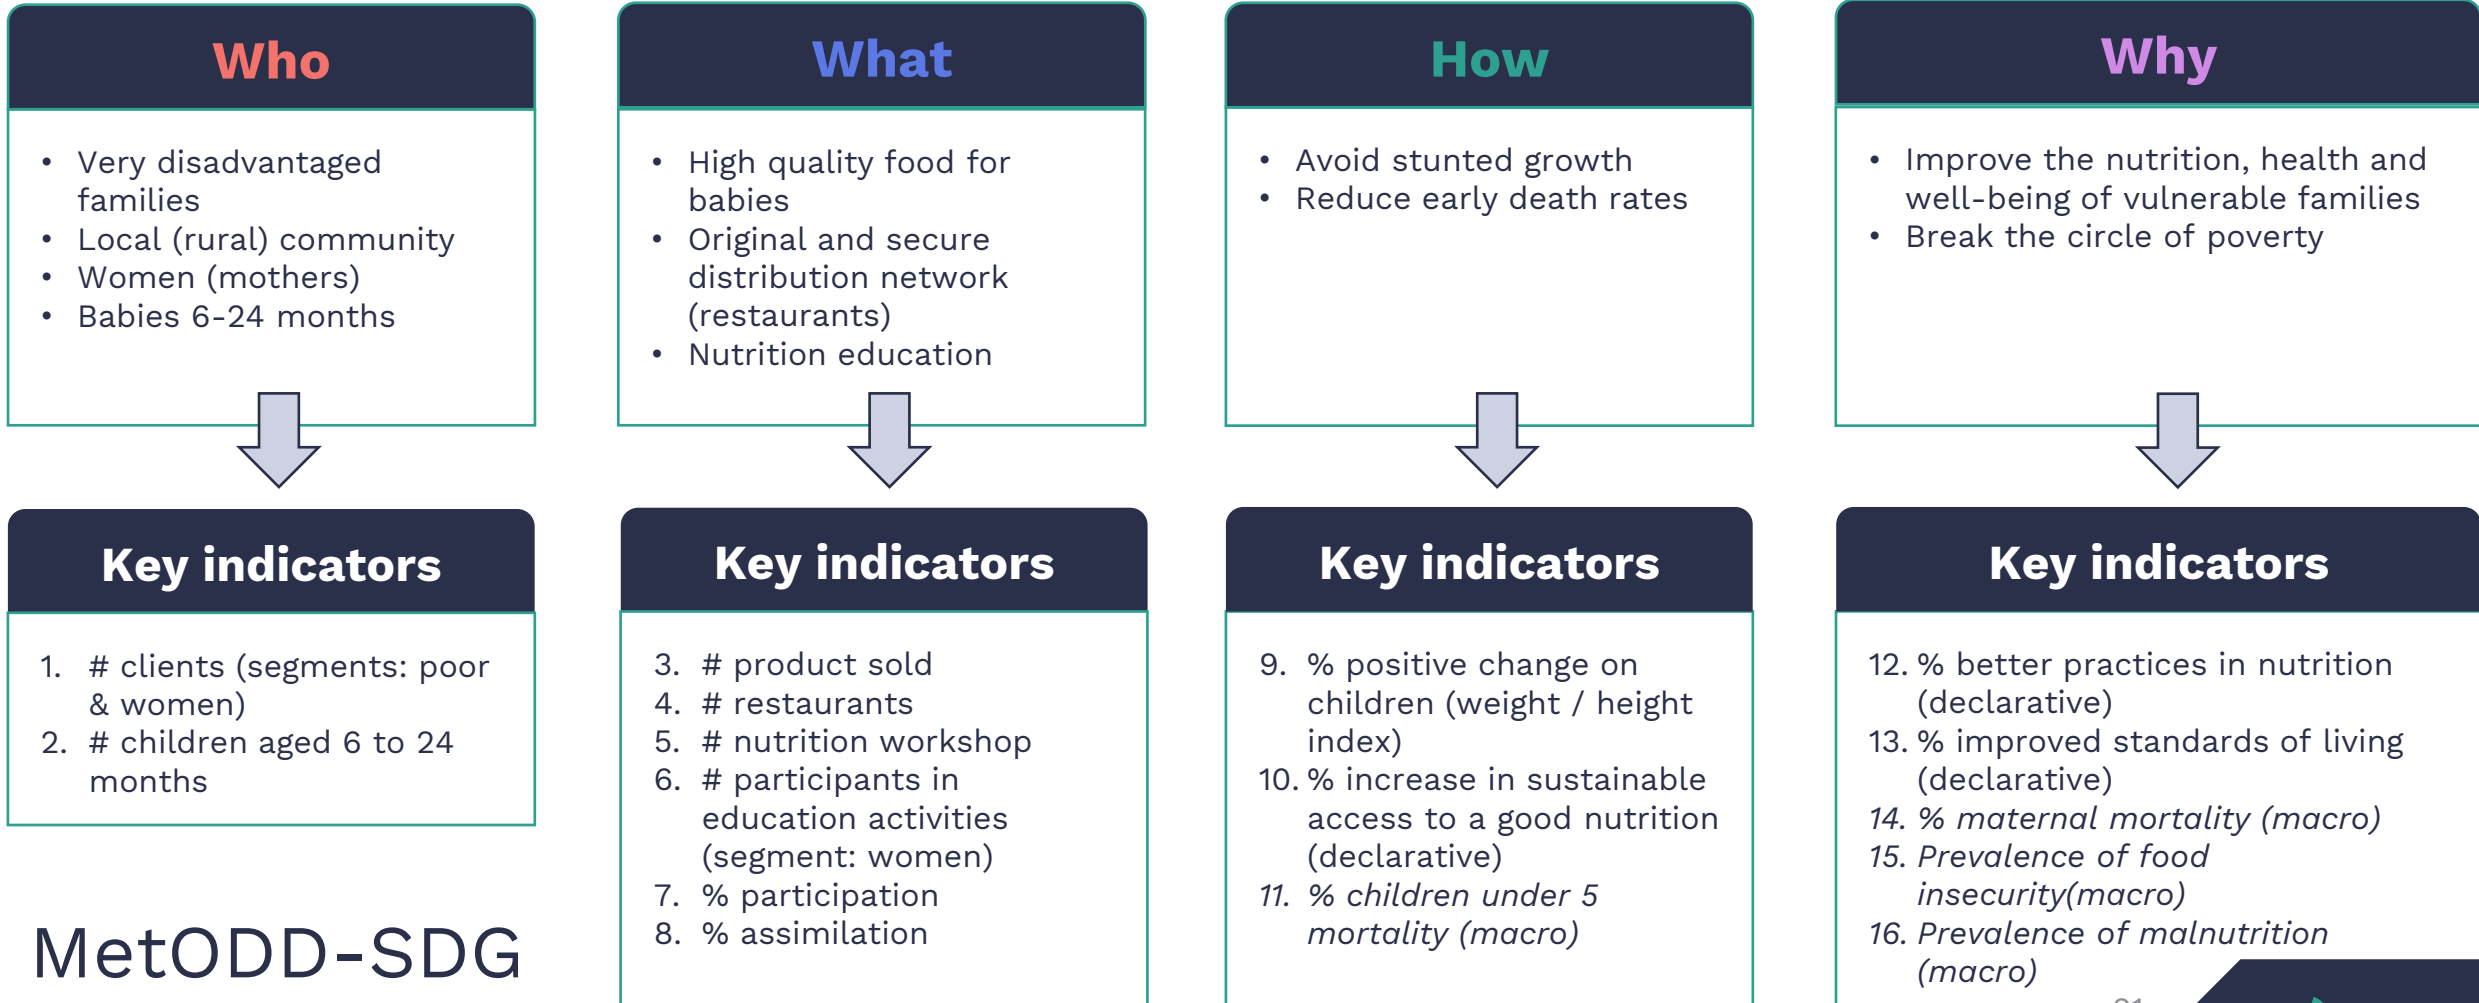 Who
• Very disadvantaged
families
• Local (rural) community
• Women (mothers)
• Babies 6-24 months
What
• High quality food for
babies
• Original and secure
distribution network
(restaurants)
• Nutrition education
How
• Avoid stunted growth
• Reduce early death rates
Why
• Improve the nutrition, health and
well-being of vulnerable families
• Break the circle of poverty
Key indicators
1. # clients (segments: poor
& women)
2. # children aged 6 to 24
months
Key indicators
3. # product sold
4. # restaurants
5. # nutrition workshop
6. # participants in
education activities
(segment: women)
7. % participation
8. % assimilation
Key indicators
9. % positive change on
children (weight / height
index)
10. % increase in sustainable
access to a good nutrition
(declarative)
11. % children under 5
mortality (macro)
Key indicators
12. % better practices in nutrition
(declarative)
13. % improved standards of living
(declarative)
14. % maternal mortality (macro)
15. Prevalence of food
insecurity(macro)
16. Prevalence of malnutrition
(macro)
MetODD-SDG